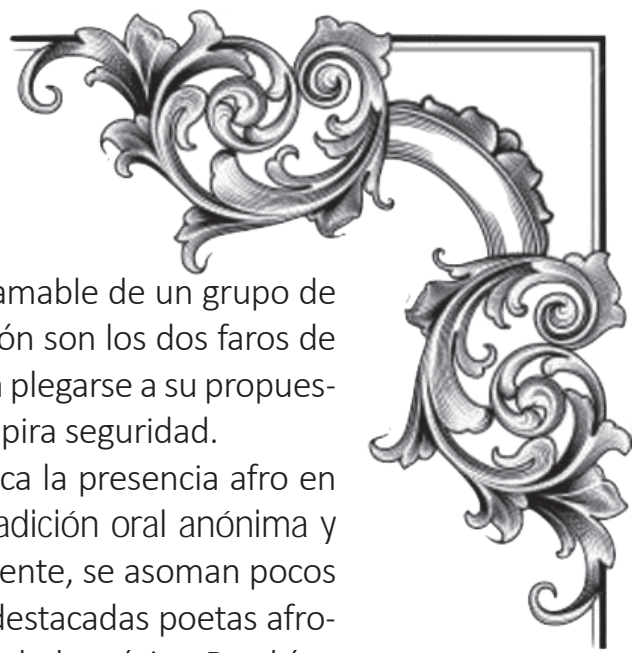 amable de un grupo de
ón son los dos faros de
plegarse a su propues-
pira seguridad.
ca la presencia afro en
adición oral anónima y
ente, se asoman pocos
destacadas poetas afro-